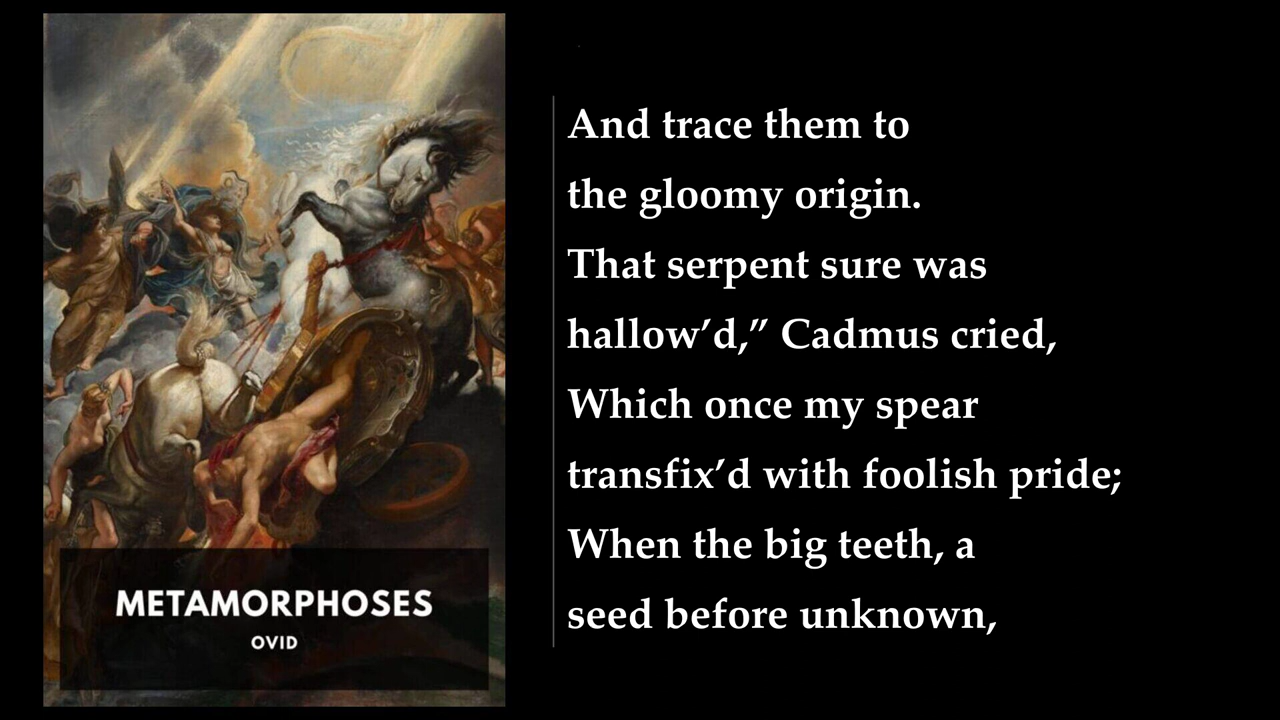 METAMORPHOSES
OVID
And trace them to
the gloomy origin.
That serpent sure was
hallow’d,” Cadmus cried,
Which once my spear
transfix’d with foolish pride;
When the big teeth, a
seed before unknown,